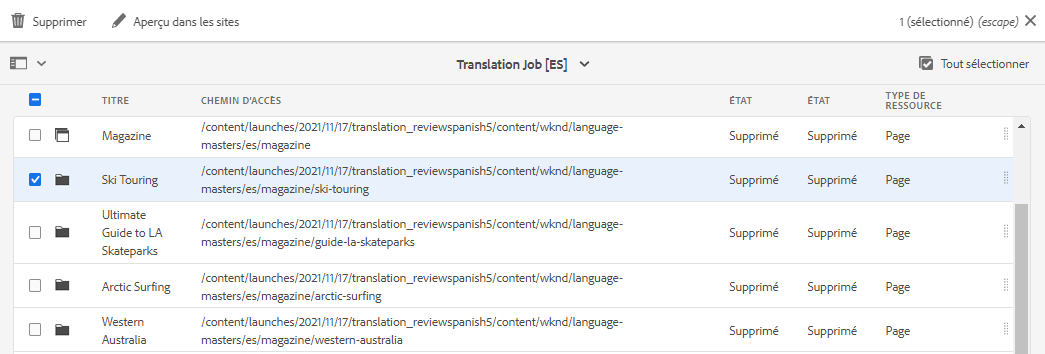 Supprimer
Aperçu dans les sites
1 (sélectionné) (escape)
Translation Job [ES]
Tout sélectionner
TITRE
CHEMIN D'ACCÈS
ÉTAT
ÉTAT
TYPE DE
RESSOURCE
Magazine
/content/launches/2021/11/17/translation_reviewspanish5/content/wknd/language-
masters/es/magazine
Supprimé
Supprimé
Page
Ski Touring
/content/launches/2021/11/17/translation_reviewspanish5/content/wknd/language-
masters/es/magazine/ski-touring
Supprimé
Supprimé
Page
Ultimate
Guide to LA
Skateparks
/content/launches/2021/11/17/translation_reviewspanish5/content/wknd/language-
masters/es/magazine/guide-la-skateparks
Supprimé
Supprimé
Page
Arctic Surfing
/content/launches/2021/11/17/translation_reviewspanish5/content/wknd/language-
masters/es/magazine/arctic-surfing
Supprimé
Supprimé
Page
Western
Australia
/content/launches/2021/11/17/translation_reviewspanish5/content/wknd/language-
masters/es/magazine/western-australia
Supprimé
Supprimé
Page